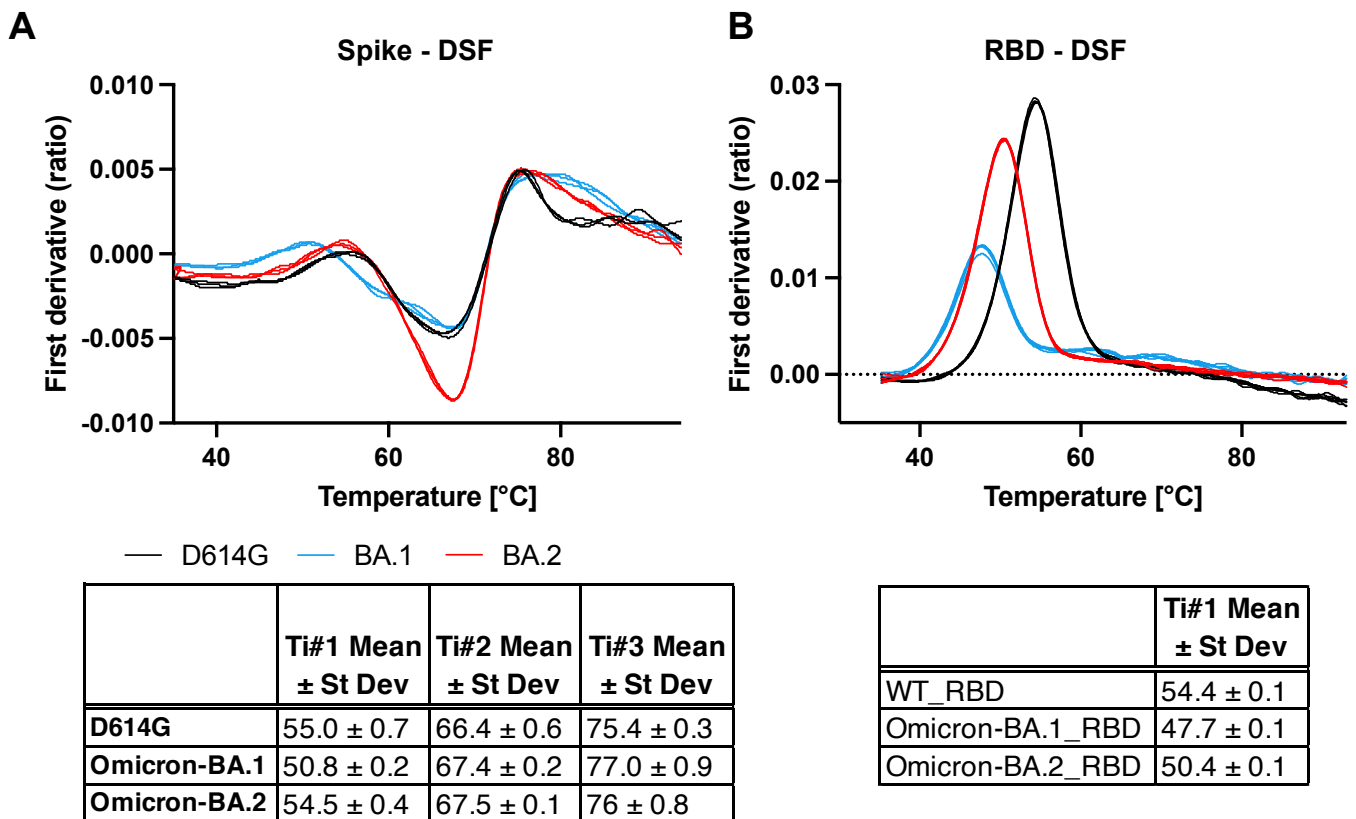 A
Spike - DSF
0.010
0.005
0.000
-0.005
-0.010
First derivative (ratio)
40 60 80
Temperature [°C]
D614G BA.1 BA.2
Ti#1 Mean ± St Dev Ti#2 Mean ± St Dev Ti#3 Mean ± St Dev
D614G 55.0 ± 0.7 66.4 ± 0.6 75.4 ± 0.3
Omicron-BA.1 50.8 ± 0.2 67.4 ± 0.2 77.0 ± 0.9
Omicron-BA.2 54.5 ± 0.4 67.5 ± 0.1 76 ± 0.8
B
RBD - DSF
0.03
0.02
0.01
0.00
First derivative (ratio)
40 60 80
Temperature [°C]
Ti#1 Mean
± St Dev
WT_RBD 54.4 ± 0.1
Omicron-BA.1_RBD 47.7 ± 0.1
Omicron-BA.2_RBD 50.4 ± 0.1